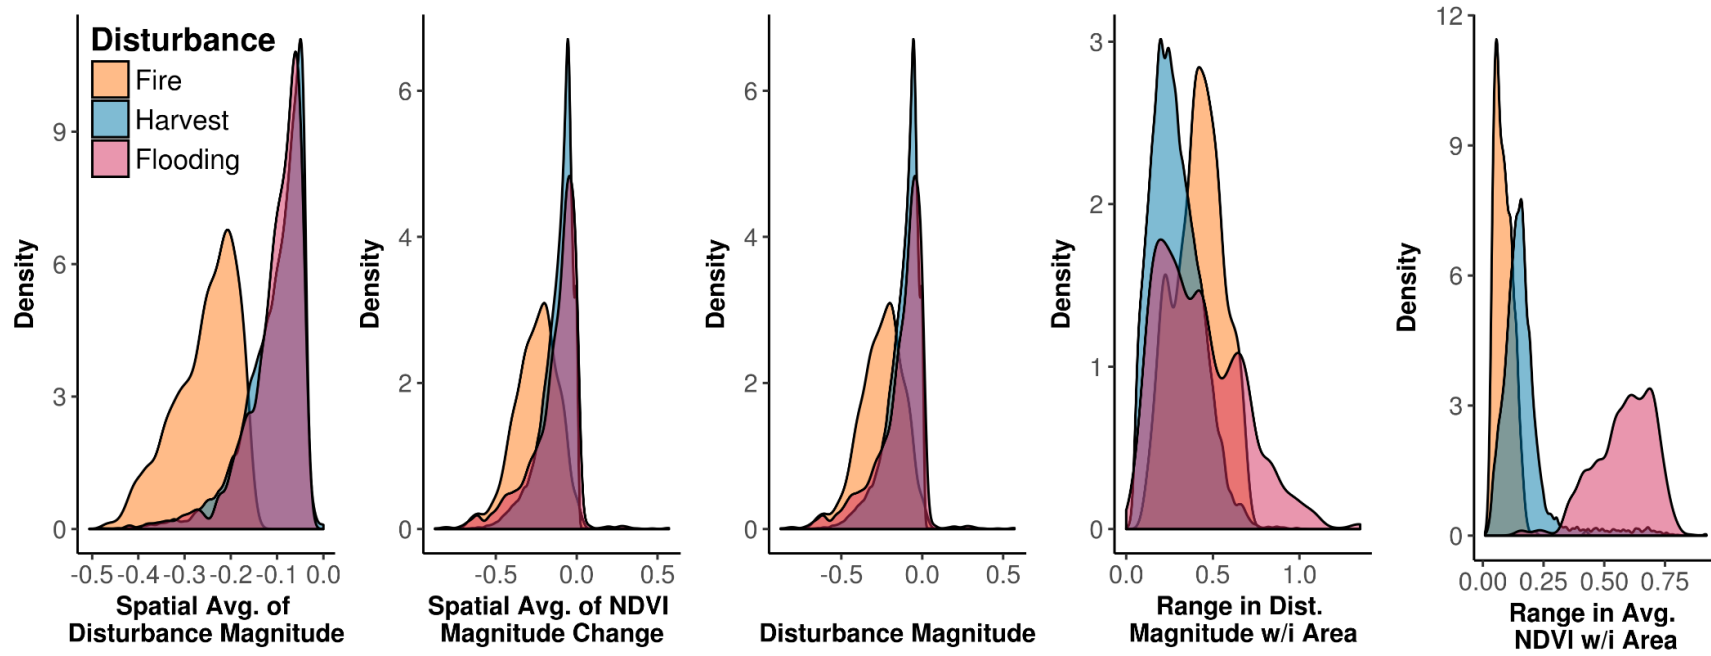 Disturbance
Fire
Harvest
Flooding
Density
9
6
3
0
-0.5 -0.4 -0.3 -0.2 -0.1 0.0
Spatial Avg. of
Disturbance Magnitude
Density
6
4
2
0
-0.5 0.0 0.5
Spatial Avg. of NDVI
Magnitude Change
Density
6
4
2
0
-0.5 0.0 0.5
Disturbance Magnitude
Density
3
2
1
0
0.0 0.5 1.0
Range in Dist.
Magnitude w/i Area
Density
12
9
6
3
0
0.00 0.25 0.50 0.75
Range in Avg.
NDVI w/i Area